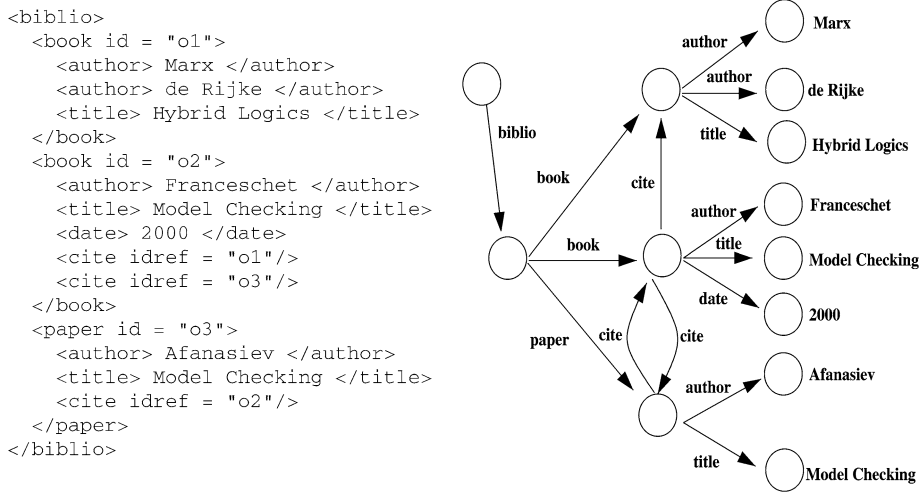 <biblio>
<book id = "o1">
<author> Marx </author>
<author> de Rijke </author>
<title> Hybrid Logics </title>
</book>
<book id = "o2">
<author> Franceschet </author>
<title> Model Checking </title>
<date> 2000 </date>
<cite idref = "o1"/>
<cite idref = "o3"/>
</book>
<paper id = "o3">
<author> Afanasiev </author>
<title> Model Checking </title>
<cite idref = "o2"/>
</paper>
</biblio>
biblio
book
book
paper
cite
cite
cite
author
Marx
author
de Rijke
title
Hybrid Logics
author
Franceschet
title
Model Checking
date
2000
author
Afanasiev
title
Model Checking